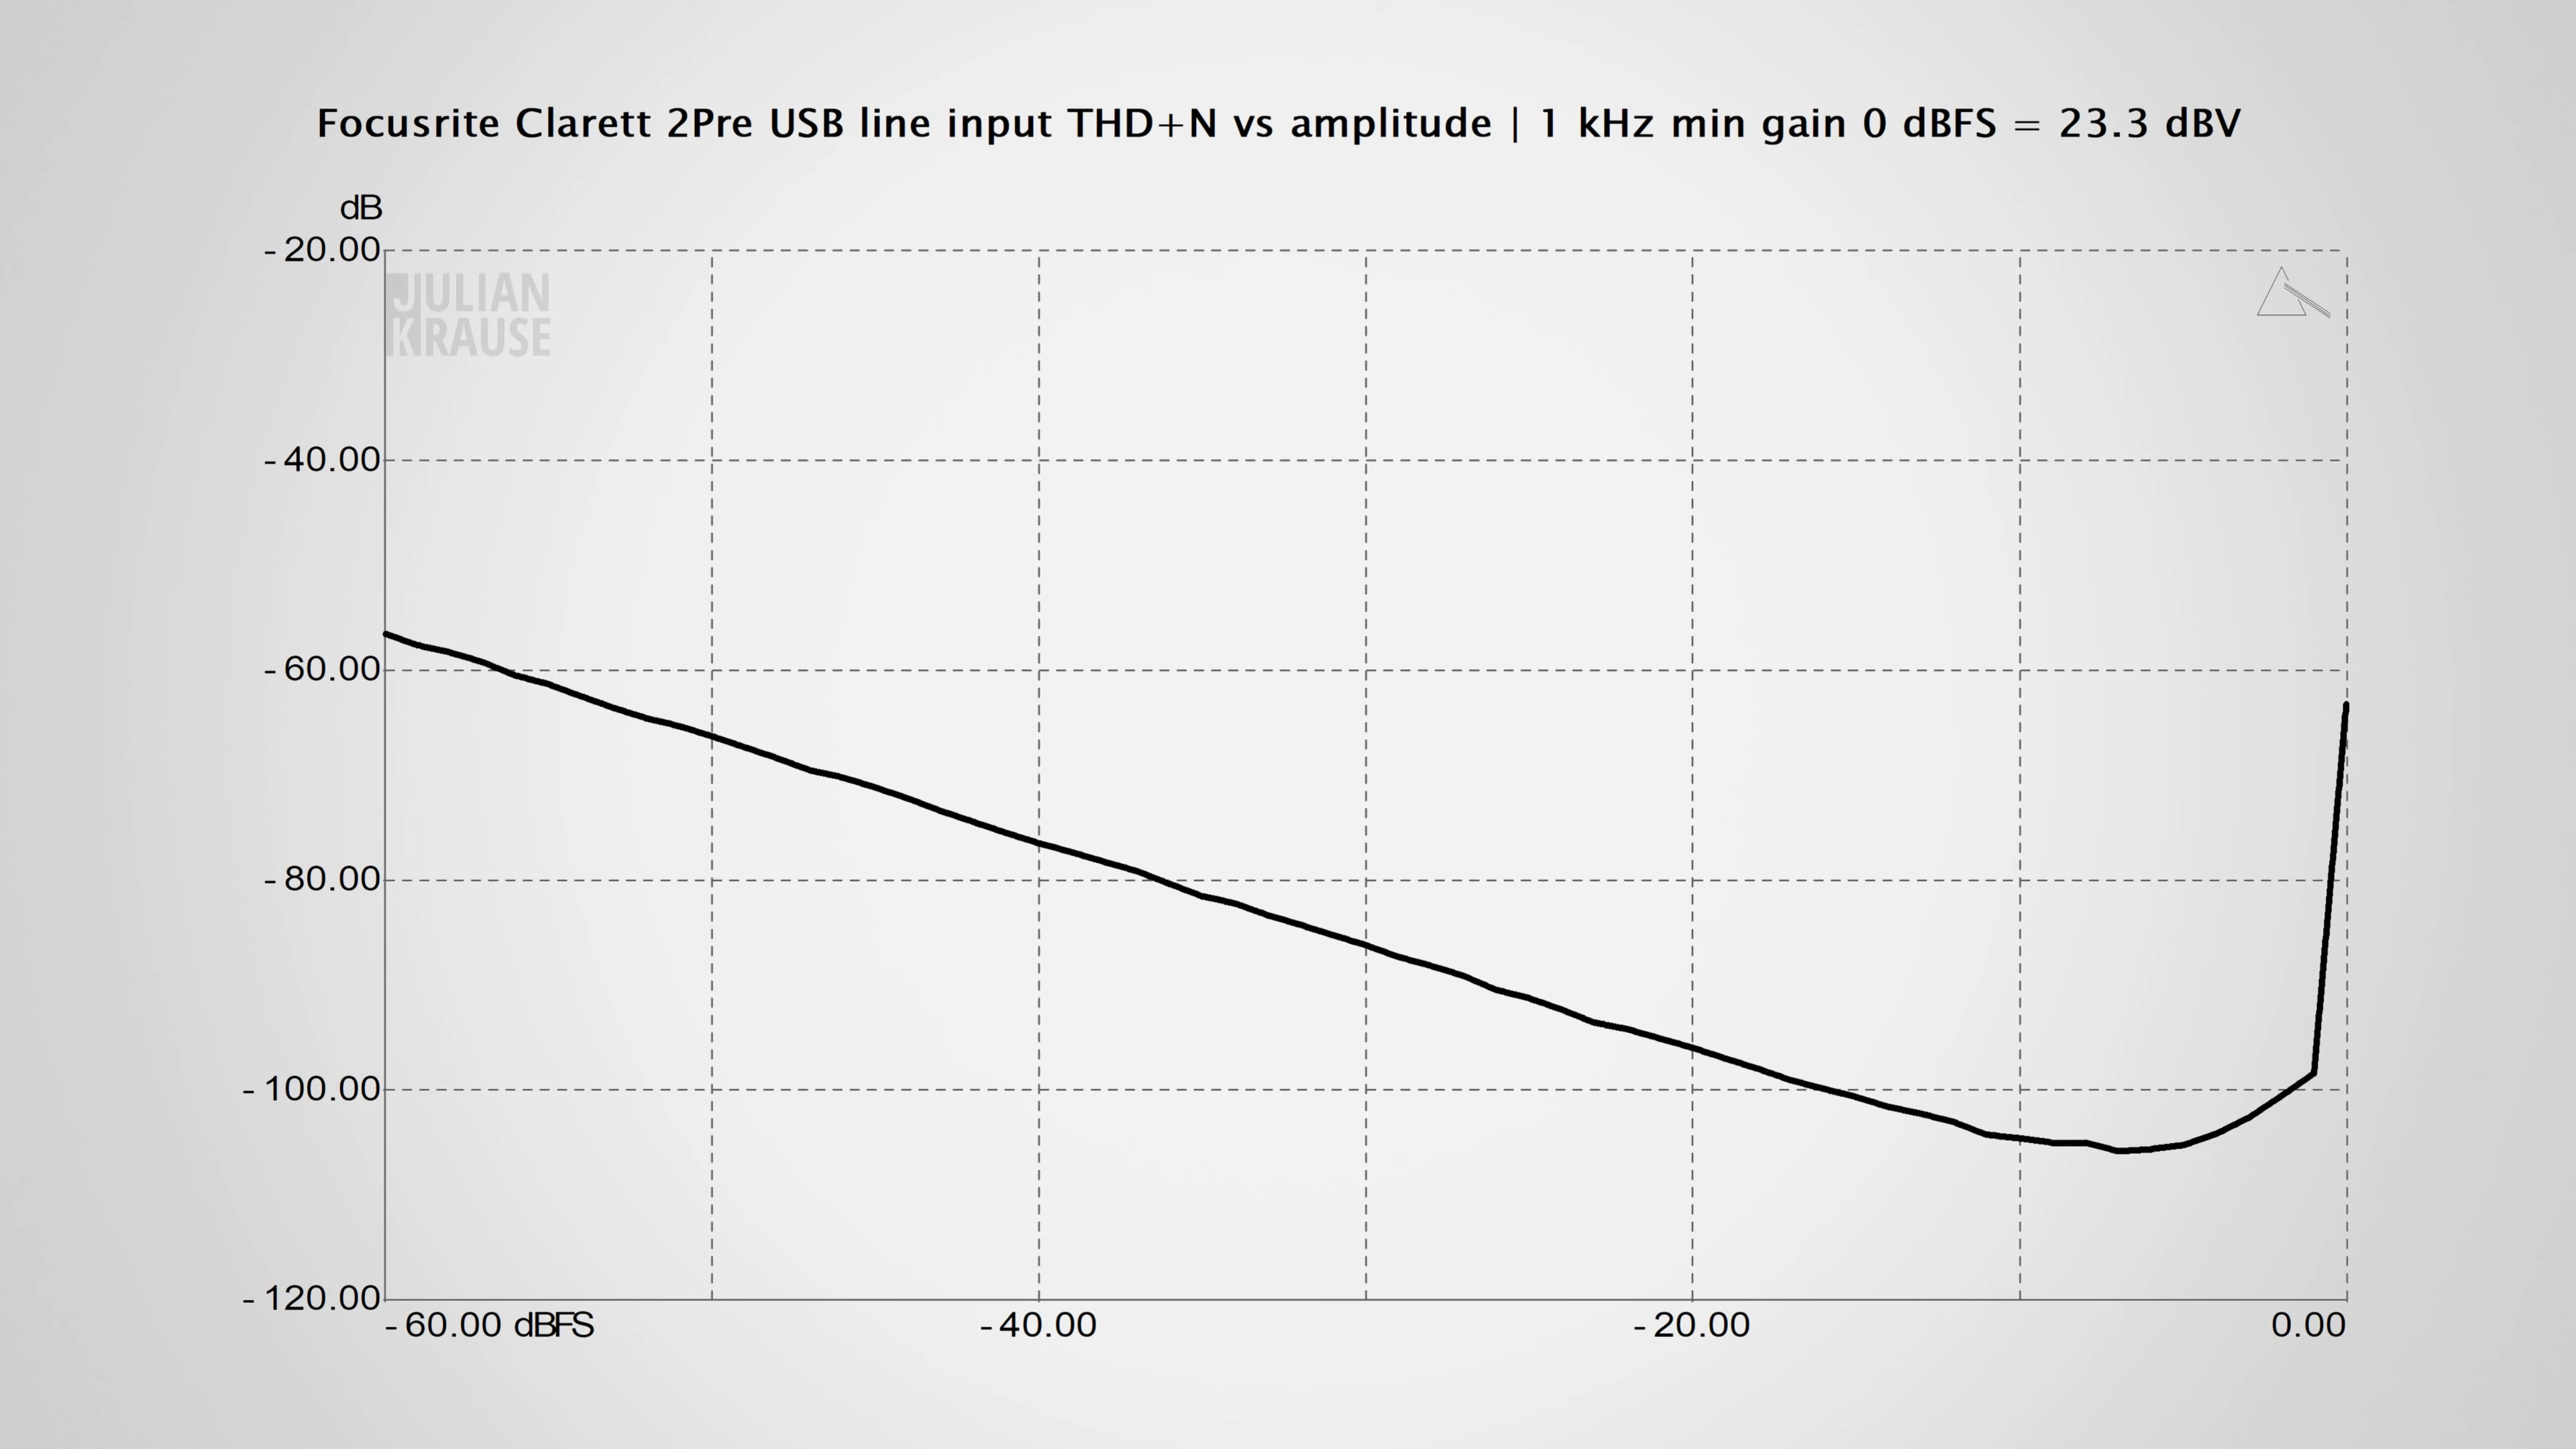 Focusrite Clarett 2Pre USB line input THD+N vs amplitude | 1 kHz min gain 0 dBFS = 23.3 dBV
dB
-20.00
JULIAN
KRAUSE
-40.00
-60.00
-80.00
-100.00
-120.00
-60.00 dBFS -40.00 -20.00 0.00